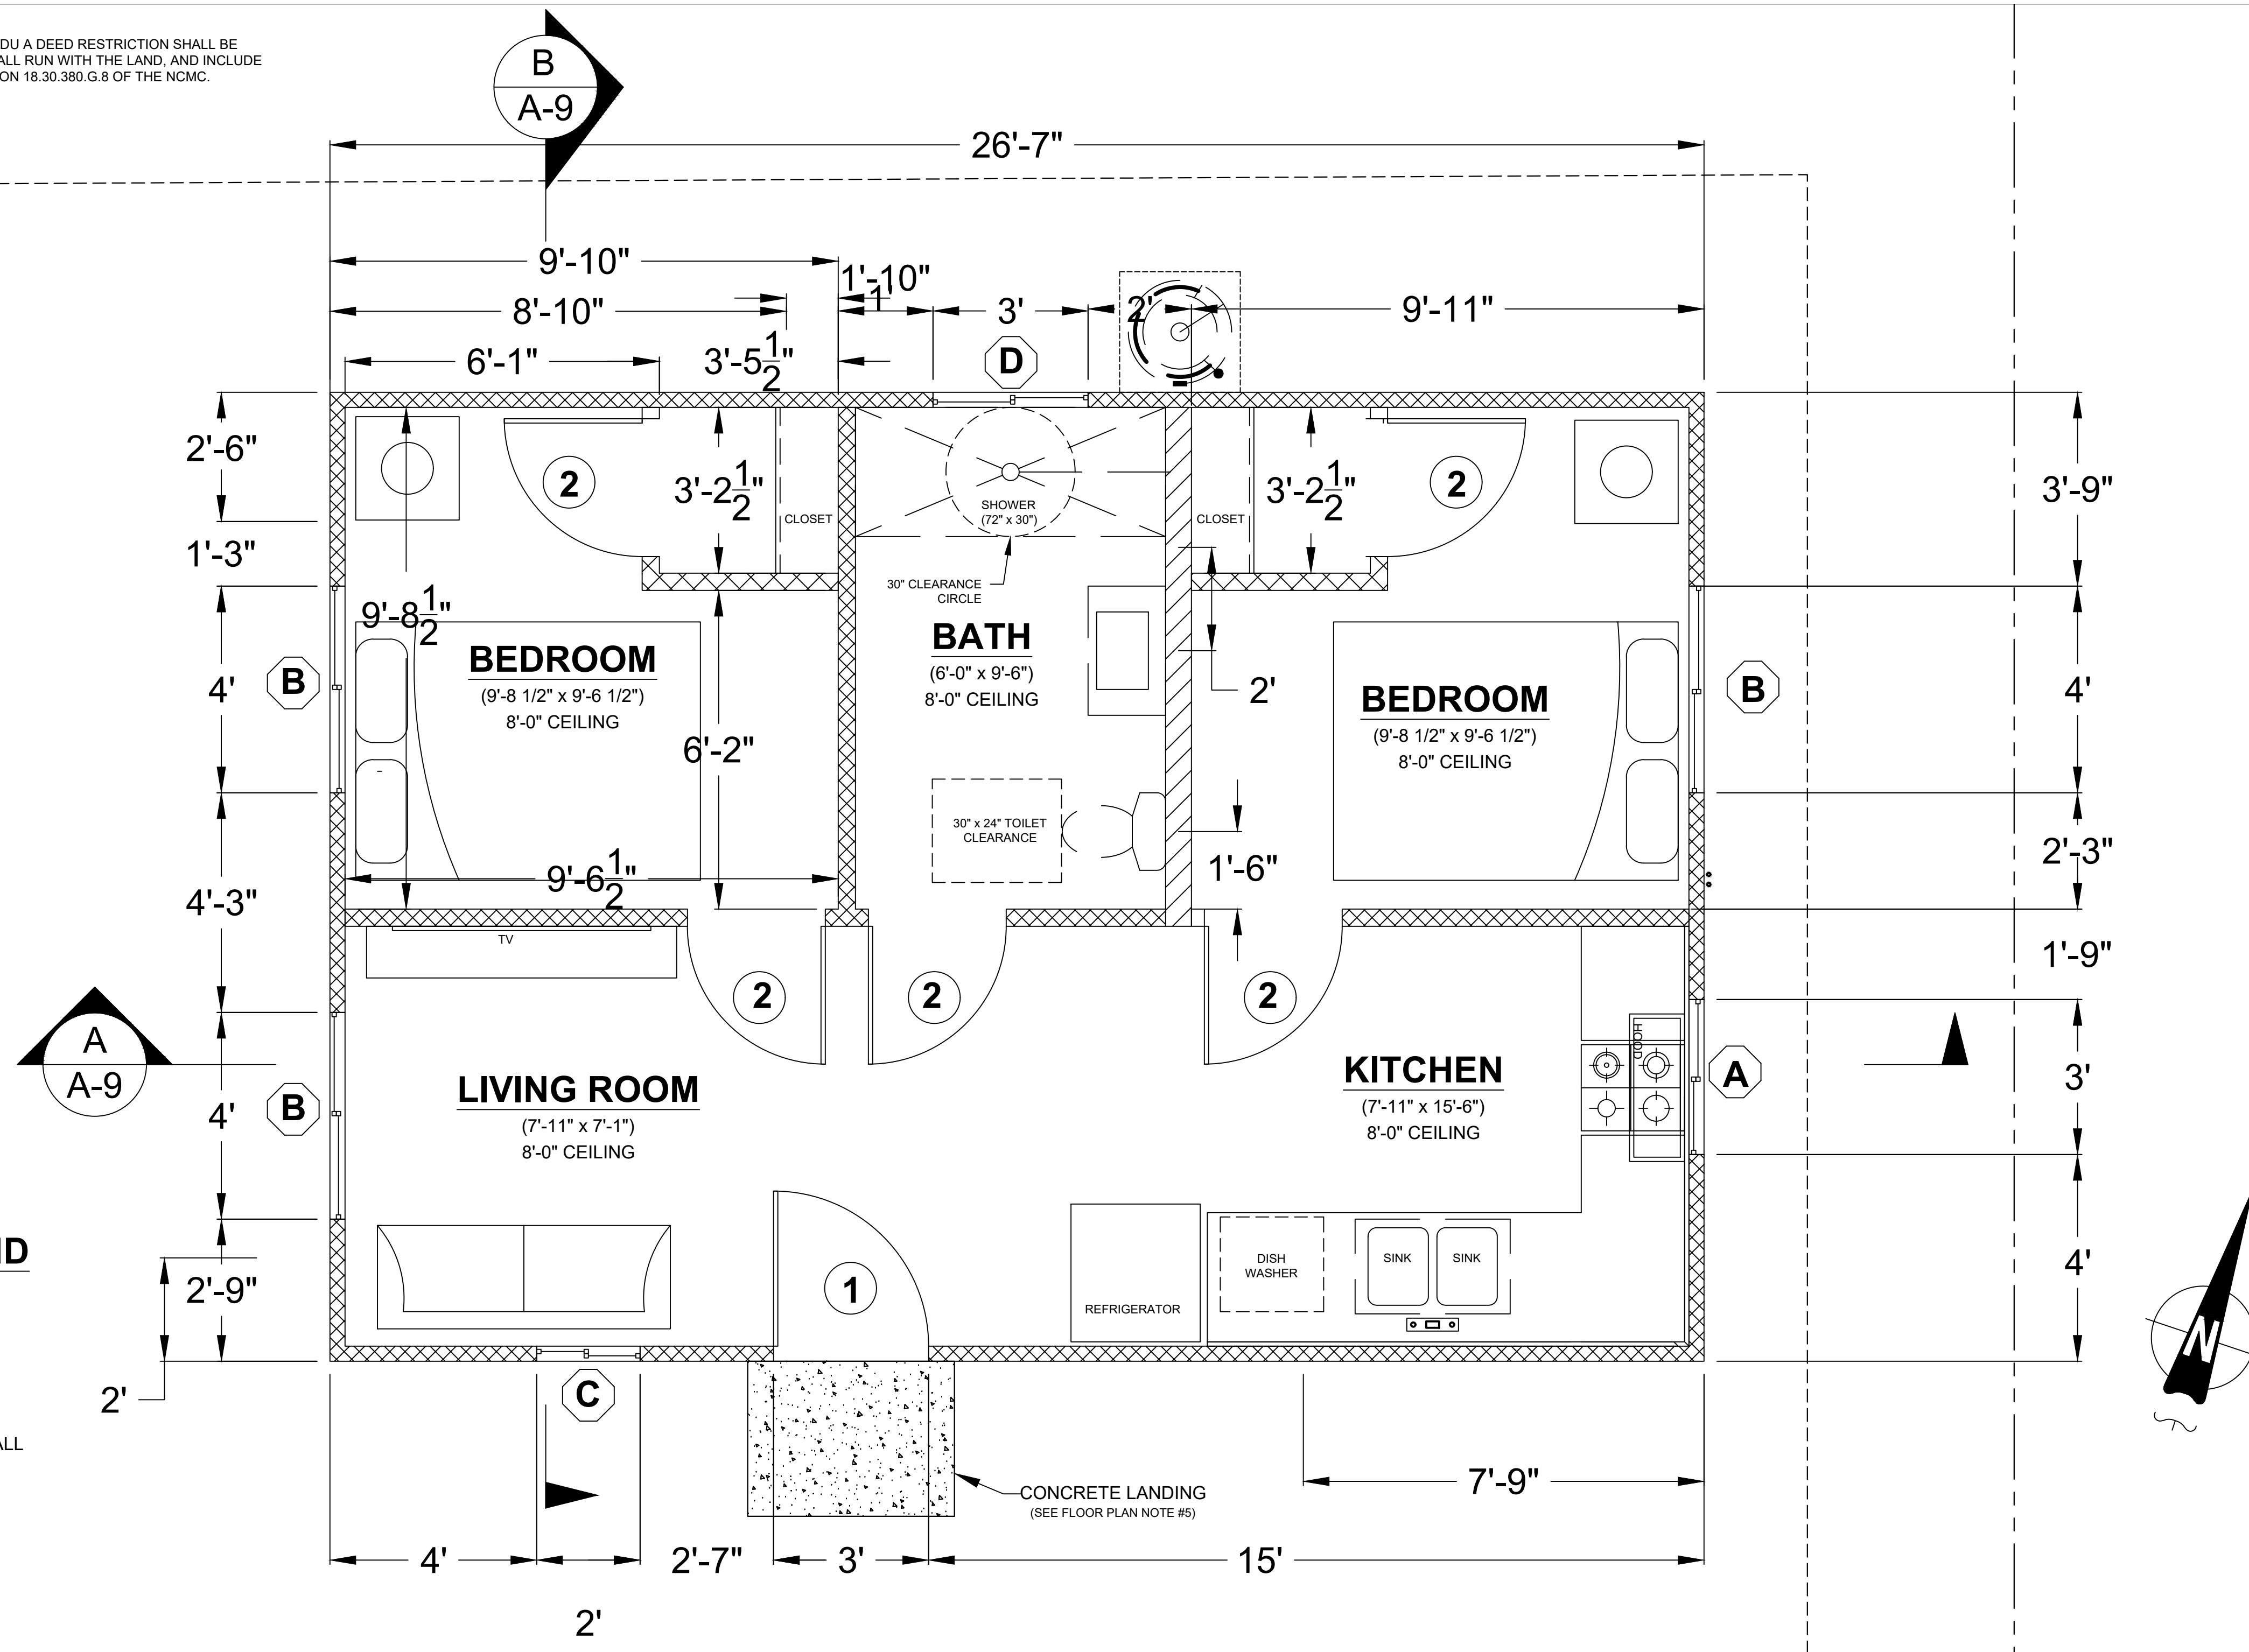 DU A DEED RESTRICTION SHALL BE
ALL RUN WITH THE LAND, AND INCLUDE
ON 18.30.380.G.8 OF THE NCMC.
B
A-9
26'-7"
9'-10"
1'-10"
8'-10"
1'
3'
2'
9'-11"
6'-1"
3'-5 1/2"
D
2'-6"
2
3'-2 1/2"
CLOSET
SHOWER
(72" x 30")
CLOSET
3'-2 1/2"
2
3'-9"
1'-3"
30" CLEARANCE
CIRCLE
9'-8 1/2"
4'
B
BEDROOM
(9'-8 1/2" x 9'-6 1/2")
8'-0" CEILING
6'-2"
BATH
(6'-0" x 9'-6")
8'-0" CEILING
2'
BEDROOM
(9'-8 1/2" x 9'-6 1/2")
8'-0" CEILING
B
4'
30" x 24" TOILET
CLEARANCE
1'-6"
2'-3"
9'-6 1/2"
4'-3"
TV
1'-9"
2
2
2
A
A-9
4'
B
LIVING ROOM
(7'-11" x 7'-1")
8'-0" CEILING
KITCHEN
(7'-11" x 15'-6")
8'-0" CEILING
HOOD
A
3'
ID
2'-9"
2'
1
REFRIGERATOR
DISH
WASHER
SINK
SINK
4'
N
C
ALL
CONCRETE LANDING
(SEE FLOOR PLAN NOTE #5)
7'-9"
4'
2'-7"
3'
15'
2'